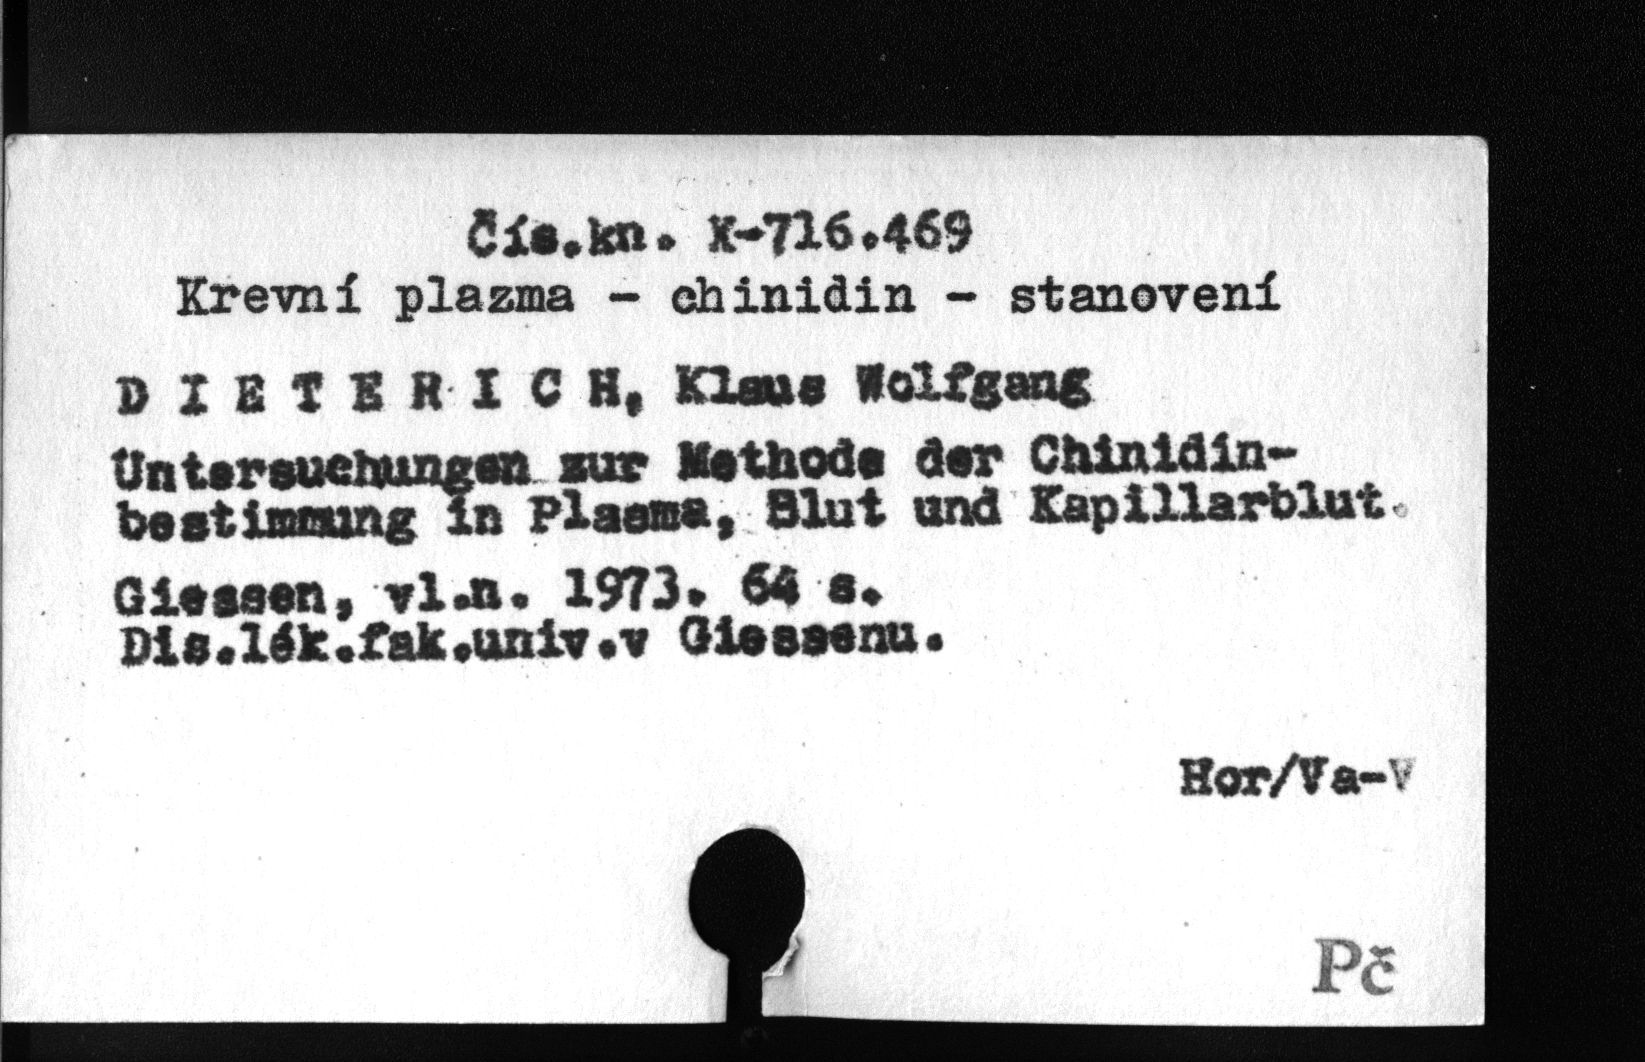 Čís.kn. K-716.469
Krevní plazma - chinidin - stanovení
D I E T E R I C H, Klaus Wolfgang
Untersuchungen zur Methode der Chinidin-
bestimmung in Plasma, Blut und Kapillarblut.
Giessen, vl.n. 1973. 64 s.
Dis.lék.fak.univ.v Giessenu.
Hor/Va-V
Pč